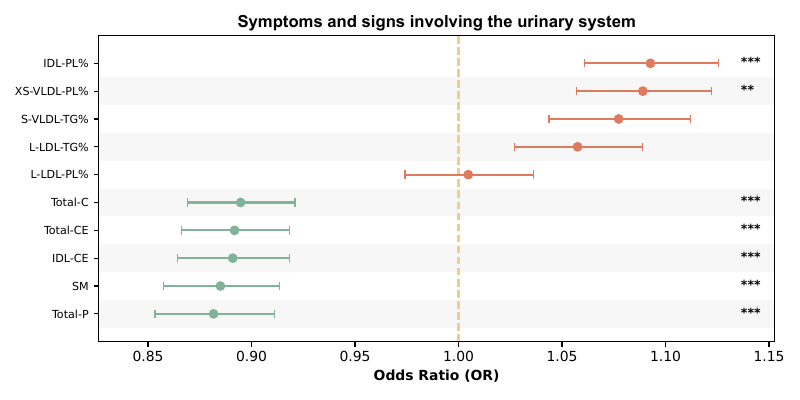 Symptoms and signs involving the urinary system
IDL-PL% ***
XS-VLDL-PL% **
S-VLDL-TG%
L-LDL-TG%
L-LDL-PL%
Total-C ***
Total-CE ***
IDL-CE ***
SM ***
Total-P ***
0.85 0.90 0.95 1.00 1.05 1.10 1.15
Odds Ratio (OR)